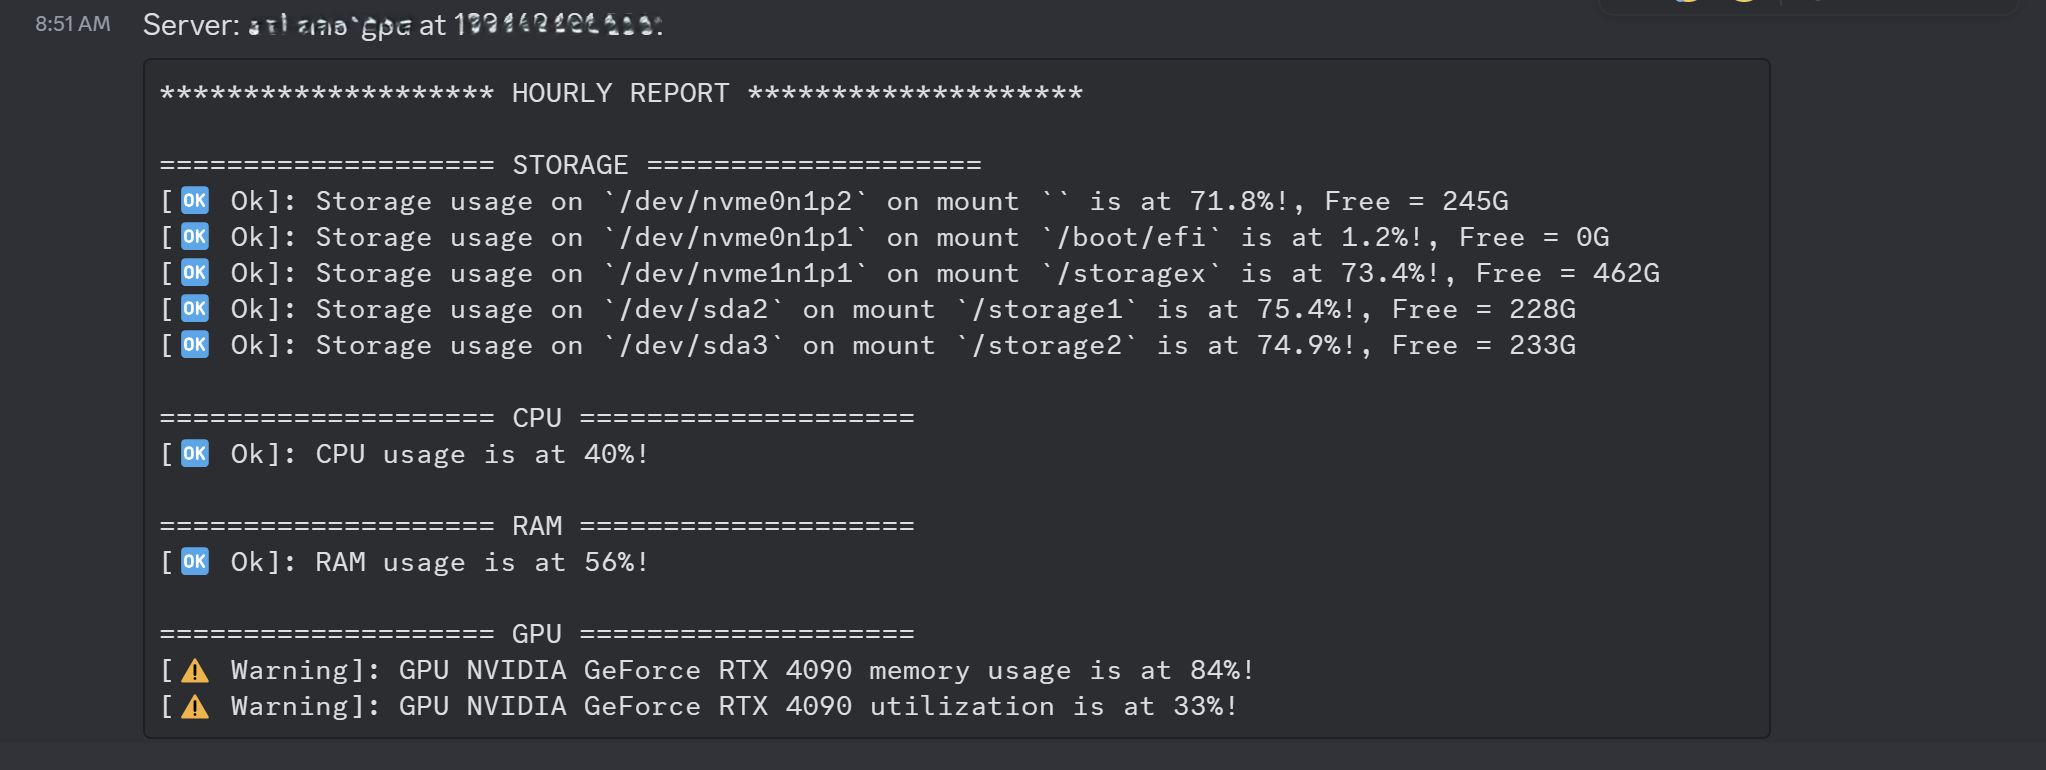 8:51 AM Server: at
******************** HOURLY REPORT ********************
==================== STORAGE ====================
[🆗 Ok]: Storage usage on `/dev/nvme0n1p2` on mount `` is at 71.8%!, Free = 245G
[🆗 Ok]: Storage usage on `/dev/nvme0n1p1` on mount `/boot/efi` is at 1.2%!, Free = 0G
[🆗 Ok]: Storage usage on `/dev/nvme1n1p1` on mount `/storagex` is at 73.4%!, Free = 462G
[🆗 Ok]: Storage usage on `/dev/sda2` on mount `/storage1` is at 75.4%!, Free = 228G
[🆗 Ok]: Storage usage on `/dev/sda3` on mount `/storage2` is at 74.9%!, Free = 233G
==================== CPU ====================
[🆗 Ok]: CPU usage is at 40%!
==================== RAM ====================
[🆗 Ok]: RAM usage is at 56%!
==================== GPU ====================
[⚠️ Warning]: GPU NVIDIA GeForce RTX 4090 memory usage is at 84%!
[⚠️ Warning]: GPU NVIDIA GeForce RTX 4090 utilization is at 33%!